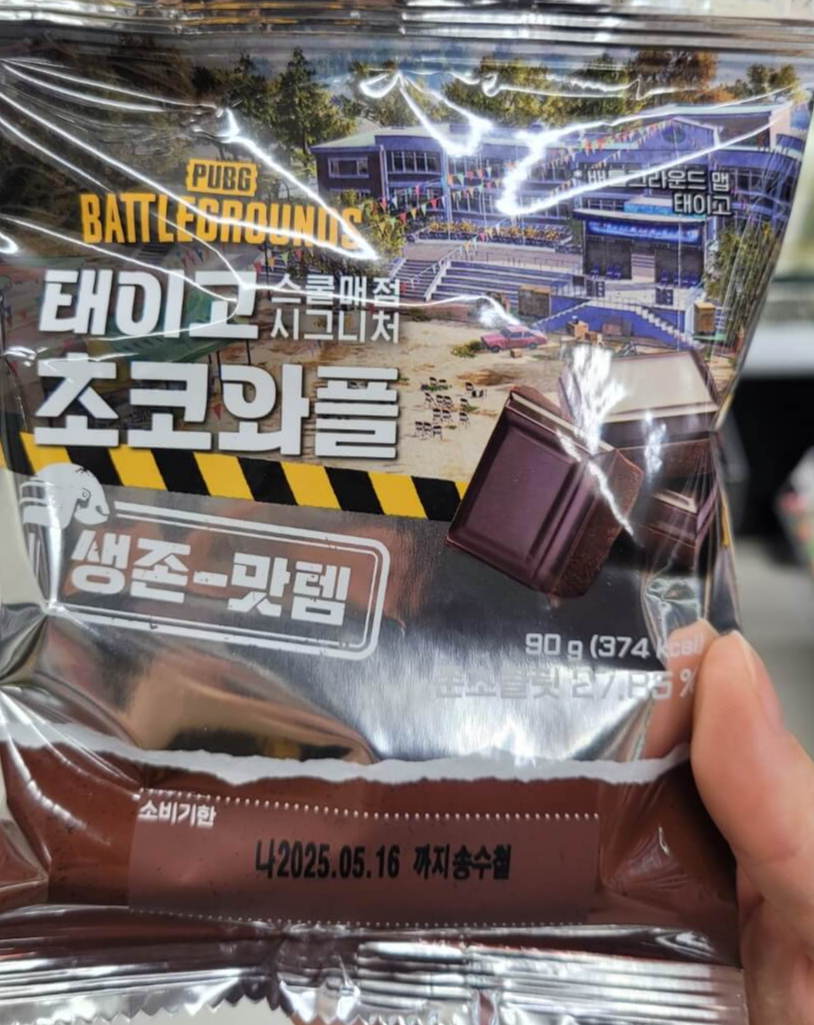 PUBG
BATTLEGROUNDS
배틀그라운드 맵
태이고
태이고 스쿨매점
시그니처
초코와플
생존-맛템
90 g (374 kcal)
27.85 %
소비기한
나2025.05.16 까지송수철